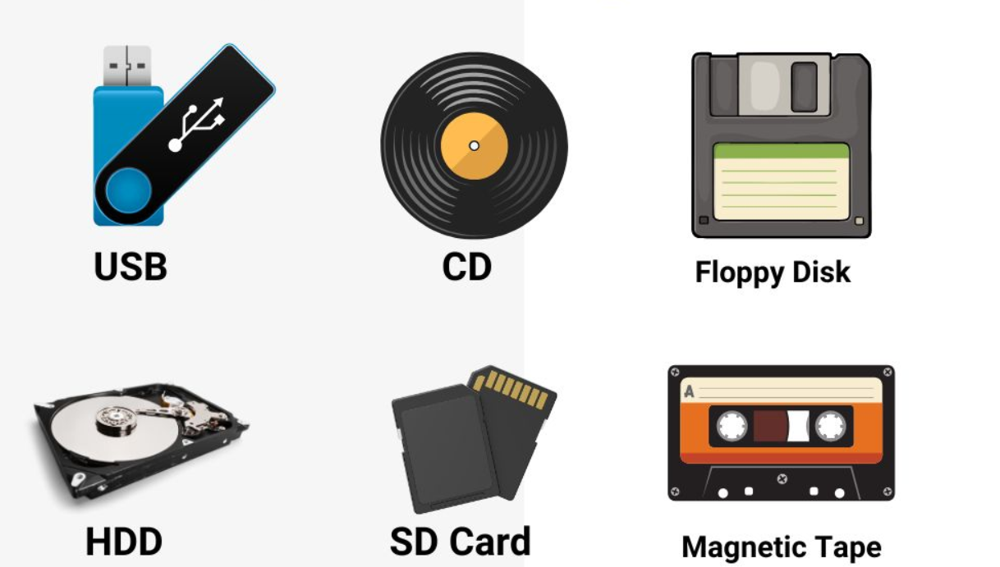 USB
CD
Floppy Disk
A
HDD
SD Card
Magnetic Tape